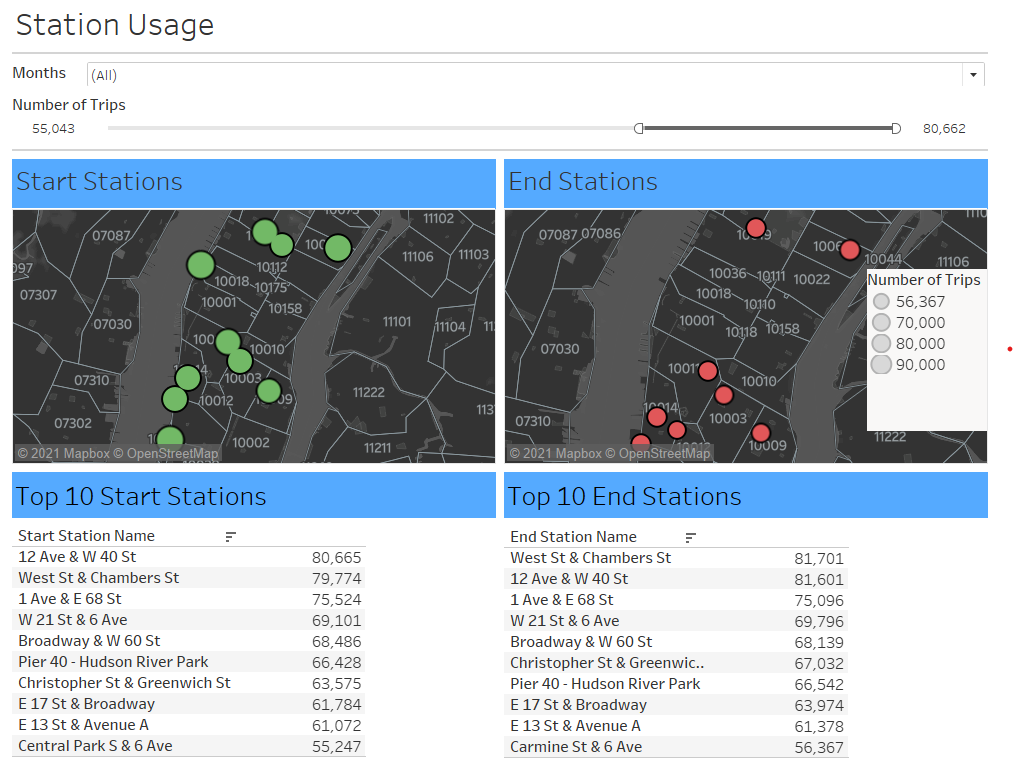 Station Usage
Months
(All)
Number of Trips
55,043
80,662
Start Stations
End Stations
11102
07087
11103
11106
10112
10018
10175
07307
10001
10158
07030
11101
11104
10010
10003
07310
11222
10012
07302
10002
11211
© 2021 Mapbox © OpenStreetMap
07087 07086
10044
11106
10036
10111
10022
10018
10110
10001
10118
10158
07030
10010
07310
10014
10003
10009
11222
© 2021 Mapbox © OpenStreetMap
Number of Trips
56,367
70,000
80,000
90,000
Top 10 Start Stations
Start Station Name
12 Ave & W 40 St 80,665
West St & Chambers St 79,774
1 Ave & E 68 St 75,524
W 21 St & 6 Ave 69,101
Broadway & W 60 St 68,486
Pier 40 - Hudson River Park 66,428
Christopher St & Greenwich St 63,575
E 17 St & Broadway 61,784
E 13 St & Avenue A 61,072
Central Park S & 6 Ave 55,247
Top 10 End Stations
End Station Name
West St & Chambers St 81,701
12 Ave & W 40 St 81,601
1 Ave & E 68 St 75,096
W 21 St & 6 Ave 69,796
Broadway & W 60 St 68,139
Christopher St & Greenwic.. 67,032
Pier 40 - Hudson River Park 66,542
E 17 St & Broadway 63,974
E 13 St & Avenue A 61,378
Carmine St & 6 Ave 56,367